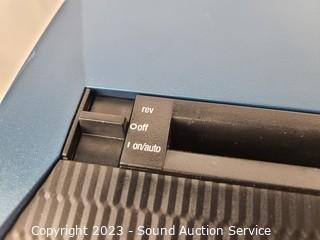 rev
O off
I on/auto
Copyright 2023 - Sound Auction Service